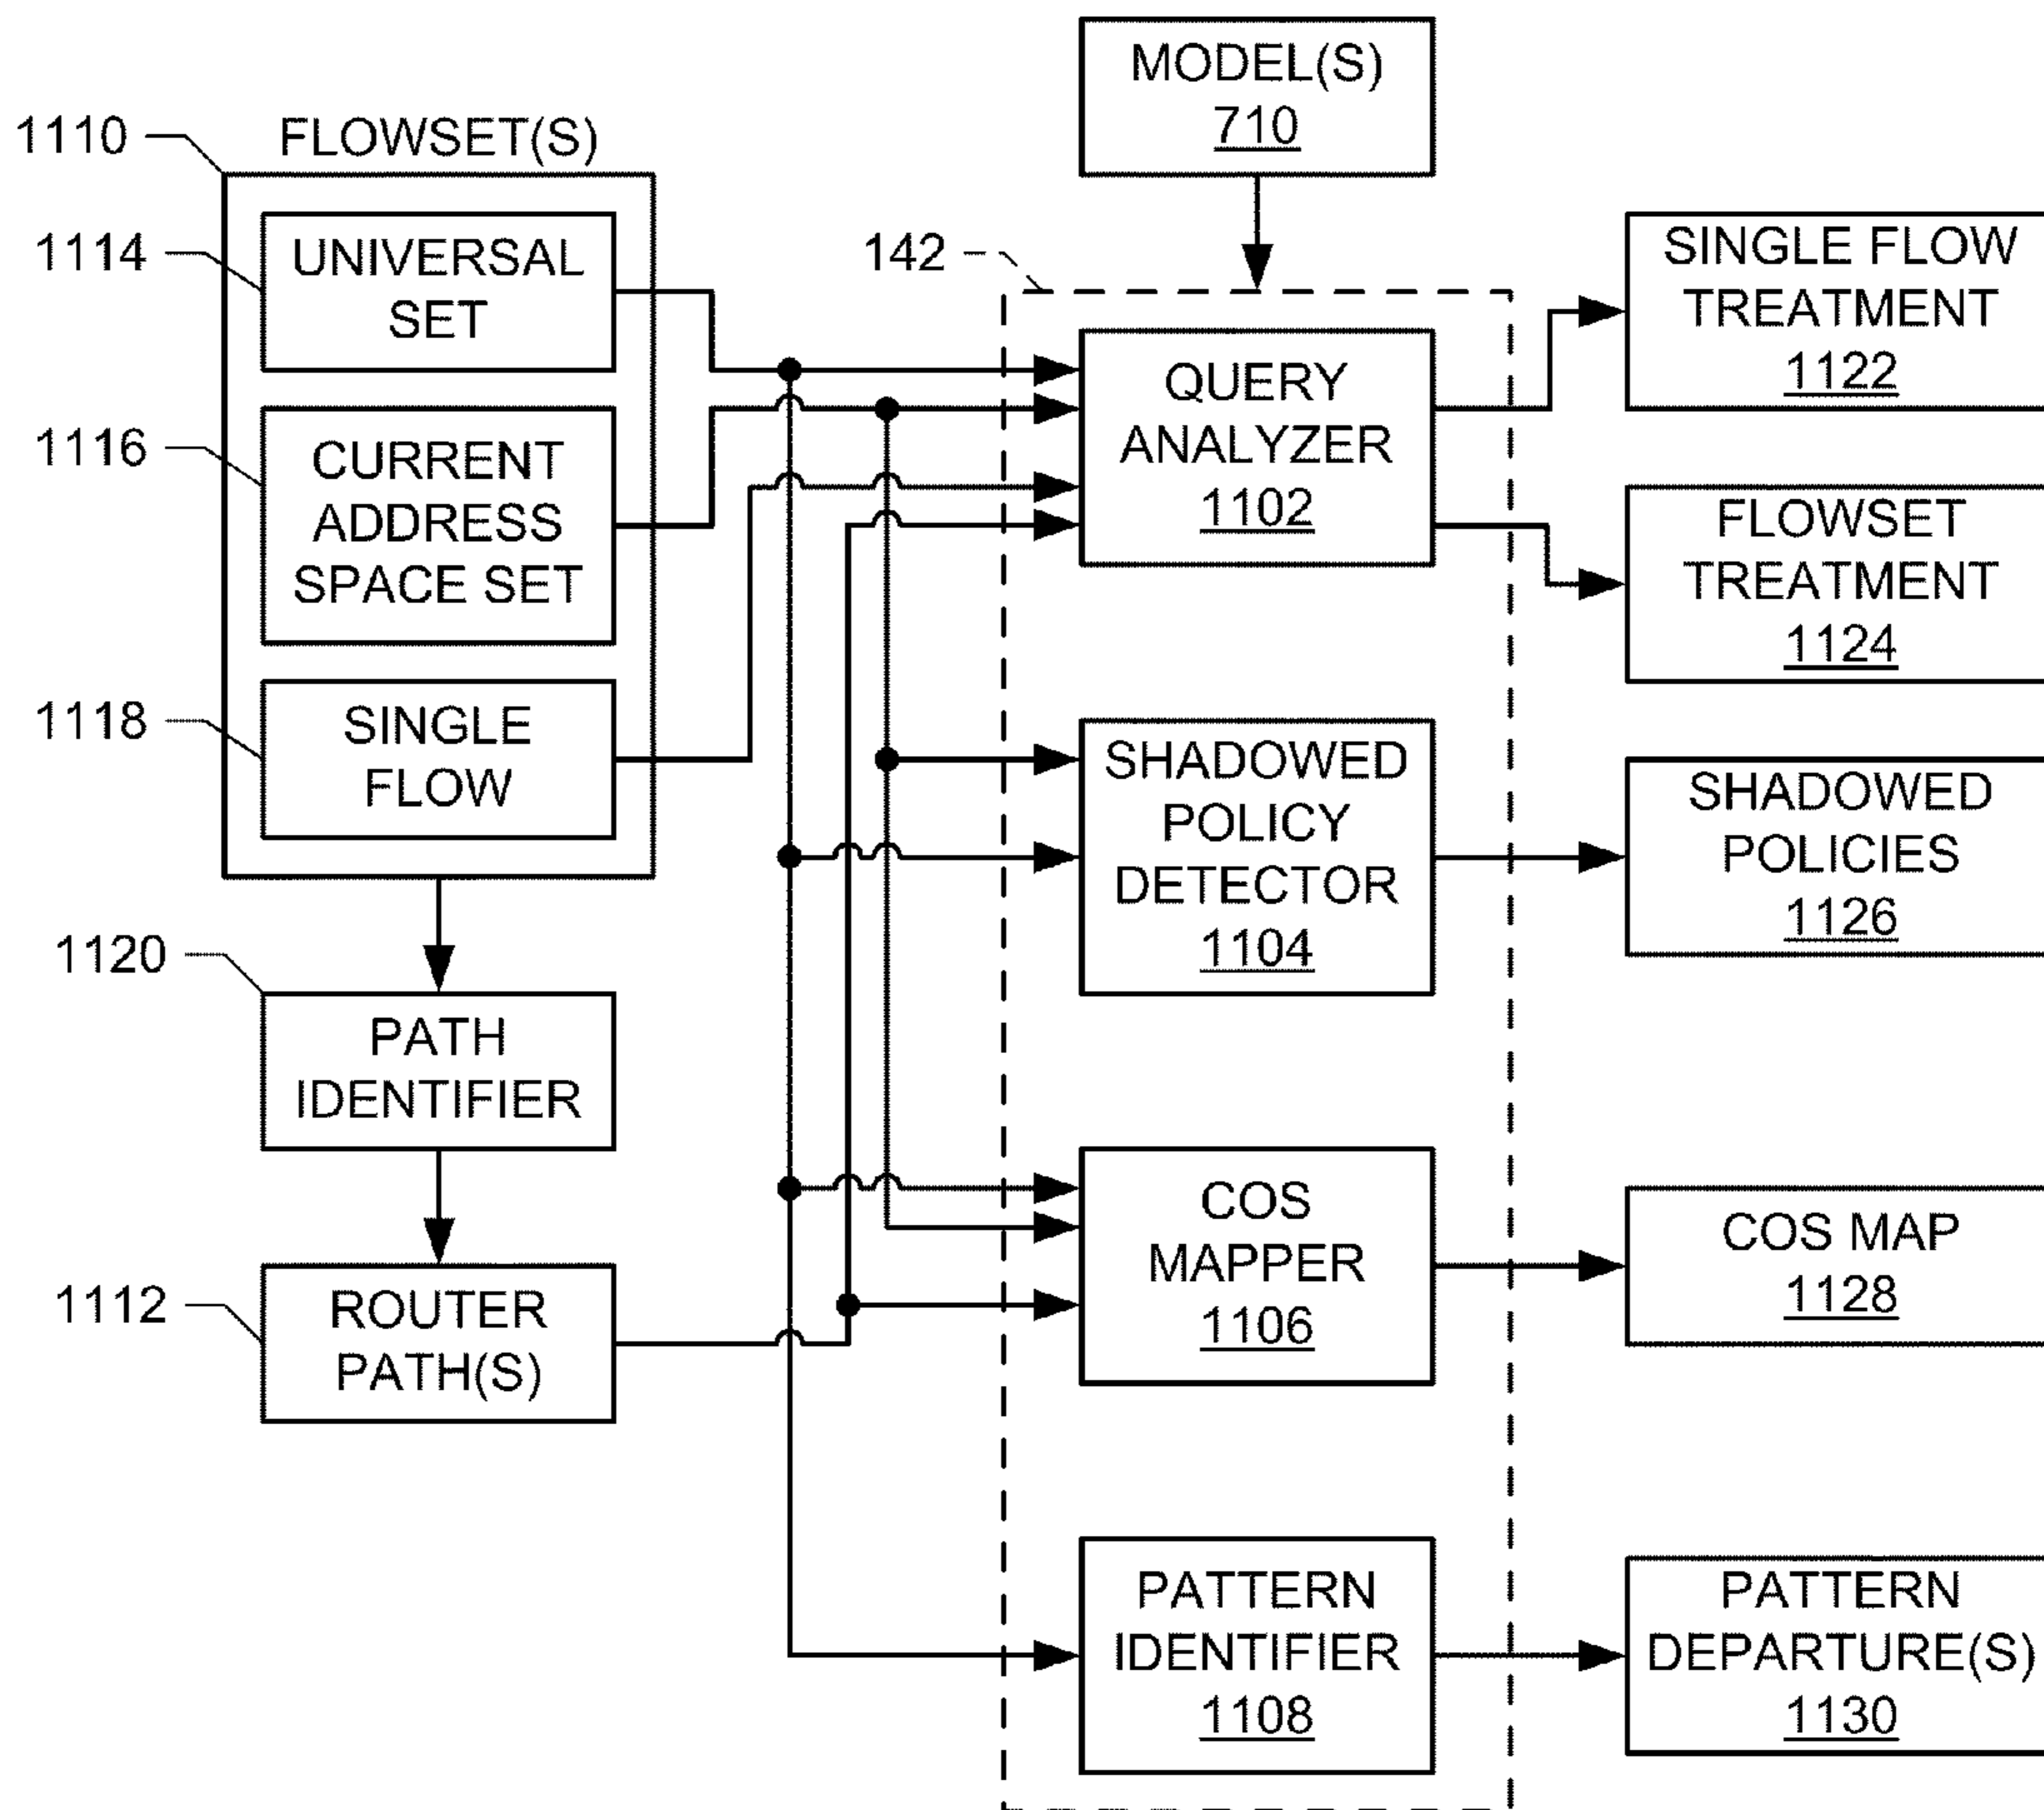 MODEL(S)
710
1110
FLOWSET(S)
1114
UNIVERSAL
SET
1116
CURRENT
ADDRESS
SPACE SET
1118
SINGLE
FLOW
1120
PATH
IDENTIFIER
1112
ROUTER
PATH(S)
142
QUERY
ANALYZER
1102
SHADOWED
POLICY
DETECTOR
1104
COS
MAPPER
1106
PATTERN
IDENTIFIER
1108
SINGLE FLOW
TREATMENT
1122
FLOWSET
TREATMENT
1124
SHADOWED
POLICIES
1126
COS MAP
1128
PATTERN
DEPARTURE(S)
1130